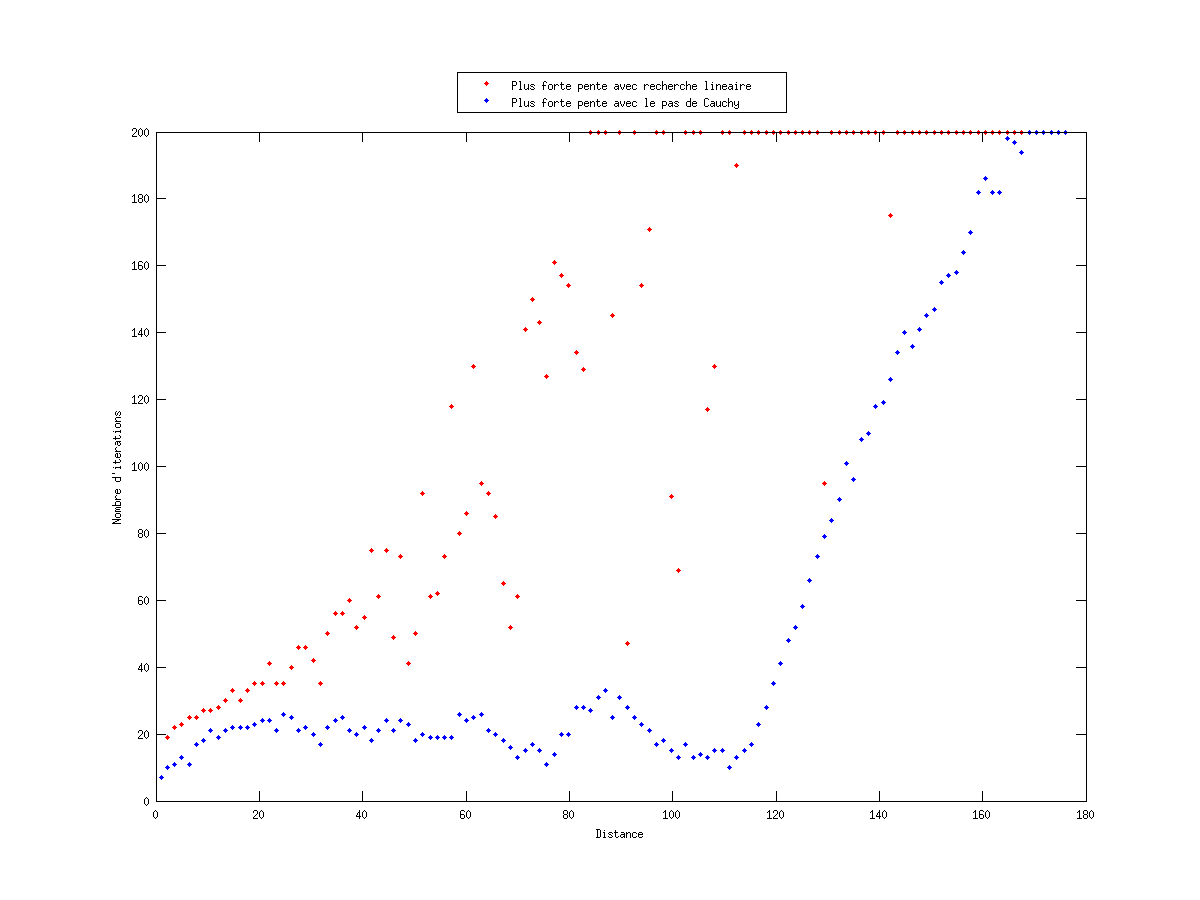 Plus forte pente avec recherche lineaire
Plus forte pente avec le pas de Cauchy
200
180
160
140
120
100
80
60
40
20
0
Nombre d'iterations
0 20 40 60 80 100 120 140 160 180
Distance